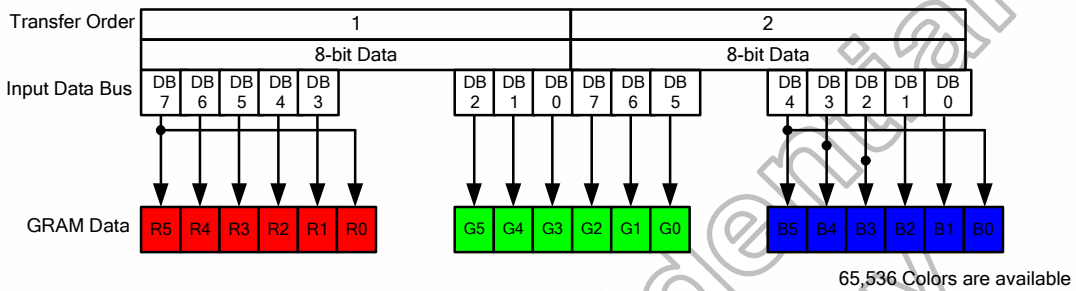 Transfer Order 1 2
8-bit Data 8-bit Data
Input Data Bus DB 7 DB 6 DB 5 DB 4 DB 3 DB 2 DB 1 DB 0 DB 7 DB 6 DB 5 DB 4 DB 3 DB 2 DB 1 DB 0
GRAM Data R5 R4 R3 R2 R1 R0 G5 G4 G3 G2 G1 G0 B5 B4 B3 B2 B1 B0
65,536 Colors are available